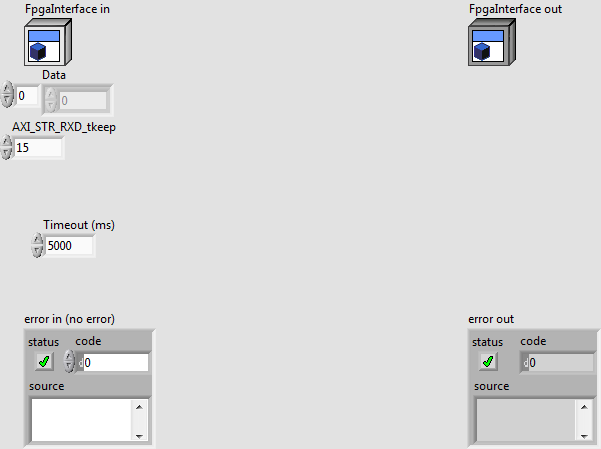 FpgaInterface in
FpgaInterface out
Data
0
0
AXI_STR_RXD_tkeep
15
Timeout (ms)
5000
error in (no error)
error out
status
code
status
code
d0
d0
source
source